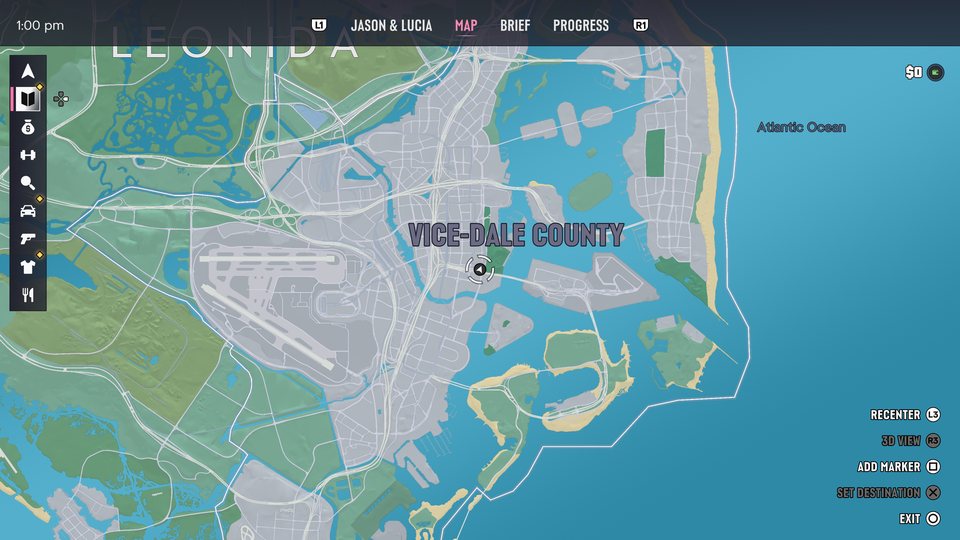 1:00 pm
L1 JASON & LUCIA MAP BRIEF PROGRESS R1
LEONIDA
$0
Atlantic Ocean
VICE-DALE COUNTY
RECENTER L3
3D VIEW R3
ADD MARKER
SET DESTINATION
EXIT